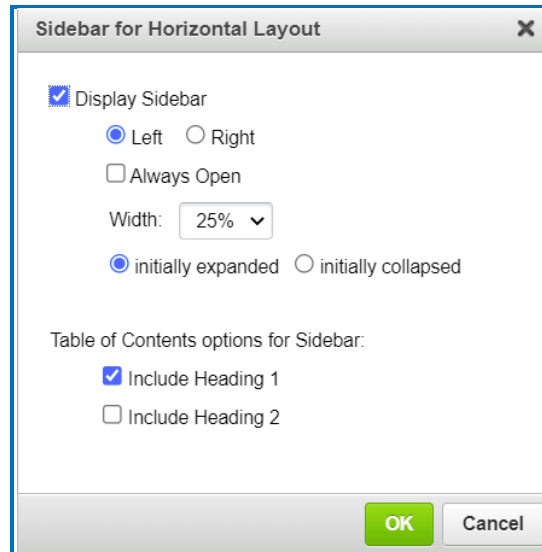 Sidebar for Horizontal Layout
Display Sidebar
Left Right
Always Open
Width: 25%
initially expanded initially collapsed
Table of Contents options for Sidebar:
Include Heading 1
Include Heading 2
OK Cancel